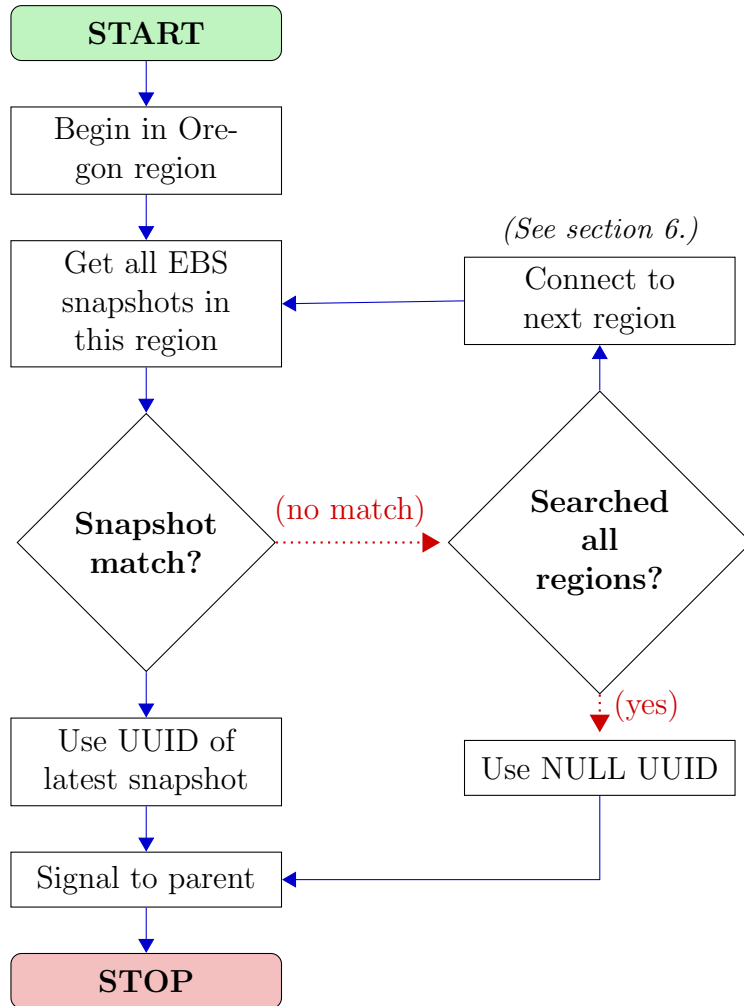 START
Begin in Ore-
gon region
Get all EBS
snapshots in
this region
(See section 6.)
Connect to
next region
Snapshot
match?
(no match)
Searched
all
regions?
(yes)
Use UUID of
latest snapshot
Use NULL UUID
Signal to parent
STOP